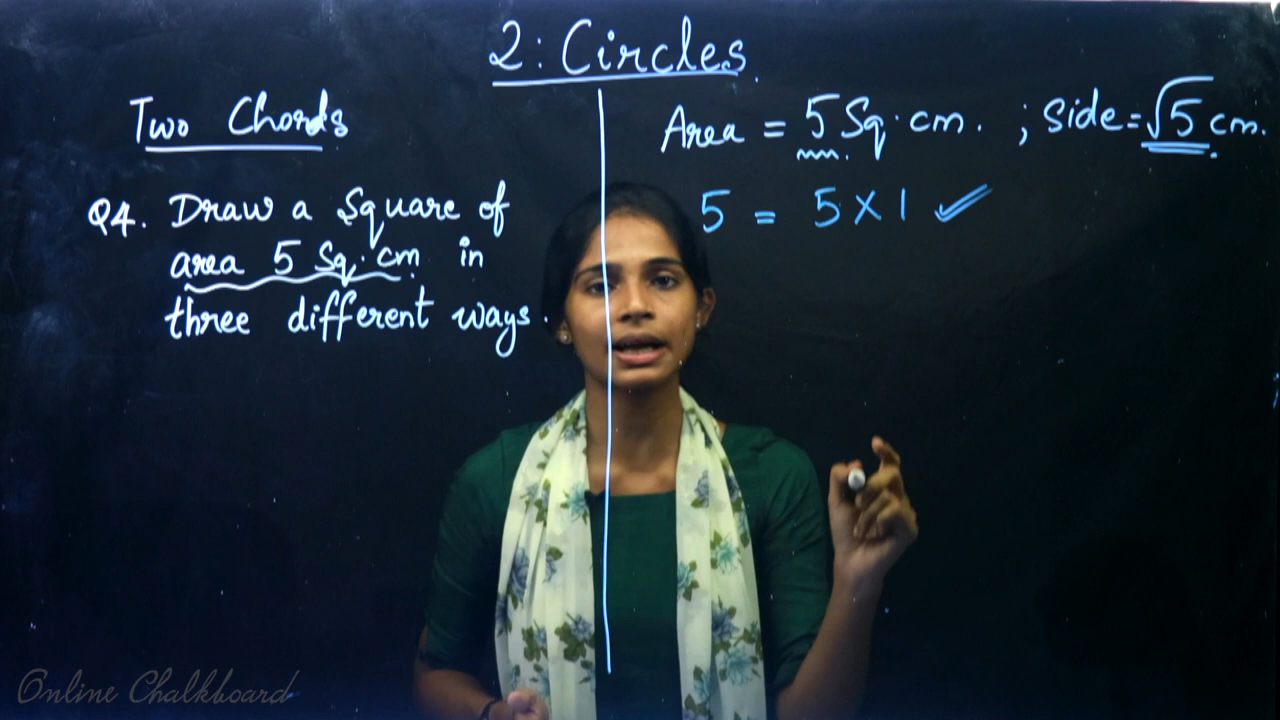 2: Circles
Two Chords
Q4. Draw a Square of
area 5 Sq. cm in
three different ways.
Area = 5 Sq. cm. ; Side = √5 cm.
5 = 5 X 1 ✓
Online Chalkboard